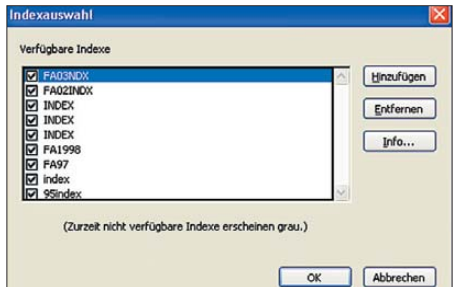 Indexauswahl
Verfügbare Indexe
FA03NDX
FA02INDX
INDEX
INDEX
INDEX
FA1998
FA97
index
95index
Hinzufügen
Entfernen
Info...
(Zurzeit nicht verfügbare Indexe erscheinen grau.)
OK
Abbrechen